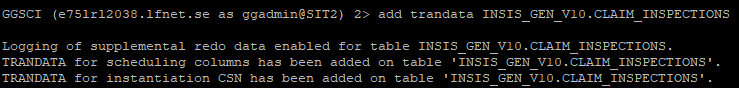 GGSCI (e75lrl2038.lfnet.se as ggadmin@SIT2) 2> add trandata INSIS_GEN_V10.CLAIM_INSPECTIONS
Logging of supplemental redo data enabled for table INSIS_GEN_V10.CLAIM_INSPECTIONS.
TRANDATA for scheduling columns has been added on table 'INSIS_GEN_V10.CLAIM_INSPECTIONS'.
TRANDATA for instantiation CSN has been added on table 'INSIS_GEN_V10.CLAIM_INSPECTIONS'.